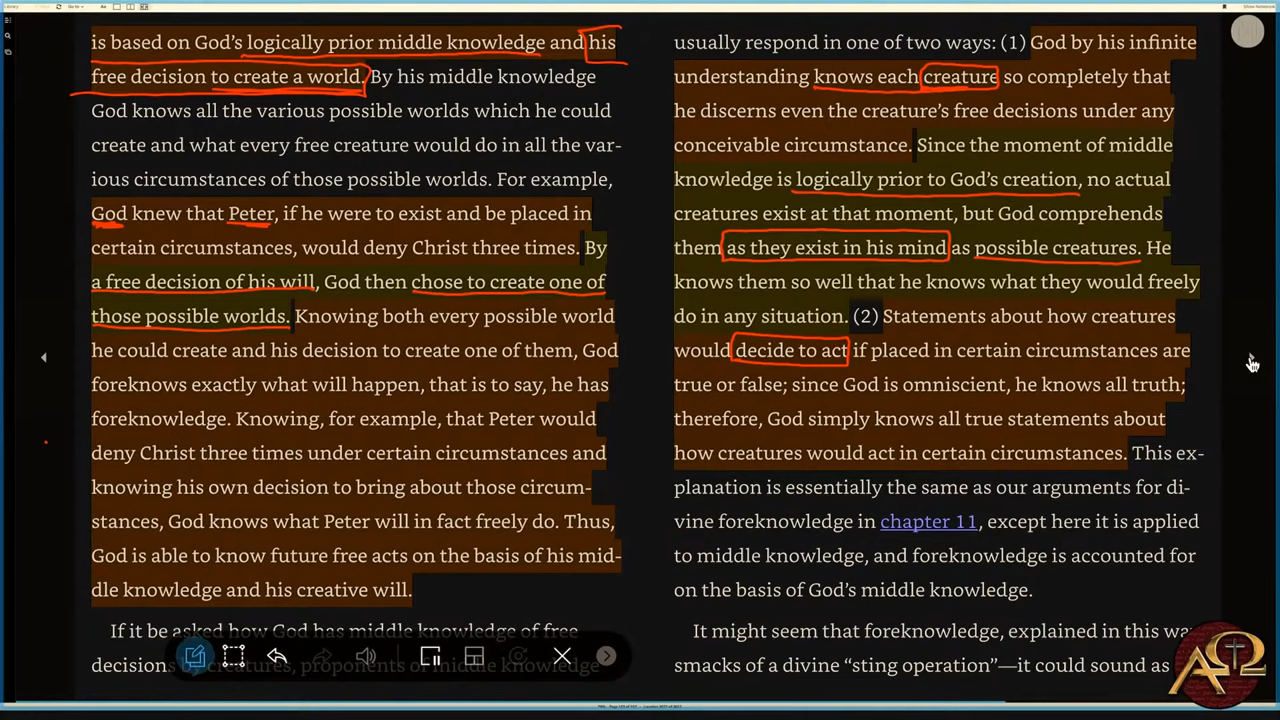 Library
Go to
Show Notebook
is based on God's logically prior middle knowledge and his
free decision to create a world. By his middle knowledge
God knows all the various possible worlds which he could
create and what every free creature would do in all the var-
ious circumstances of those possible worlds. For example,
God knew that Peter, if he were to exist and be placed in
certain circumstances, would deny Christ three times. By
a free decision of his will, God then chose to create one of
those possible worlds. Knowing both every possible world
he could create and his decision to create one of them, God
foreknows exactly what will happen, that is to say, he has
foreknowledge. Knowing, for example, that Peter would
deny Christ three times under certain circumstances and
knowing his own decision to bring about those circum-
stances, God knows what Peter will in fact freely do. Thus,
God is able to know future free acts on the basis of his mid-
dle knowledge and his creative will.
If it be asked how God has middle knowledge of free
decisions creatures, proponents of middle knowledge
usually respond in one of two ways: (1) God by his infinite
understanding knows each creature so completely that
he discerns even the creature's free decisions under any
conceivable circumstance. Since the moment of middle
knowledge is logically prior to God's creation, no actual
creatures exist at that moment, but God comprehends
them as they exist in his mind as possible creatures. He
knows them so well that he knows what they would freely
do in any situation. (2) Statements about how creatures
would decide to act if placed in certain circumstances are
true or false; since God is omniscient, he knows all truth;
therefore, God simply knows all true statements about
how creatures would act in certain circumstances. This ex-
planation is essentially the same as our arguments for di-
vine foreknowledge in chapter 11, except here it is applied
to middle knowledge, and foreknowledge is accounted for
on the basis of God's middle knowledge.
It might seem that foreknowledge, explained in this way
smacks of a divine "sting operation"—it could sound as
ΑΩ